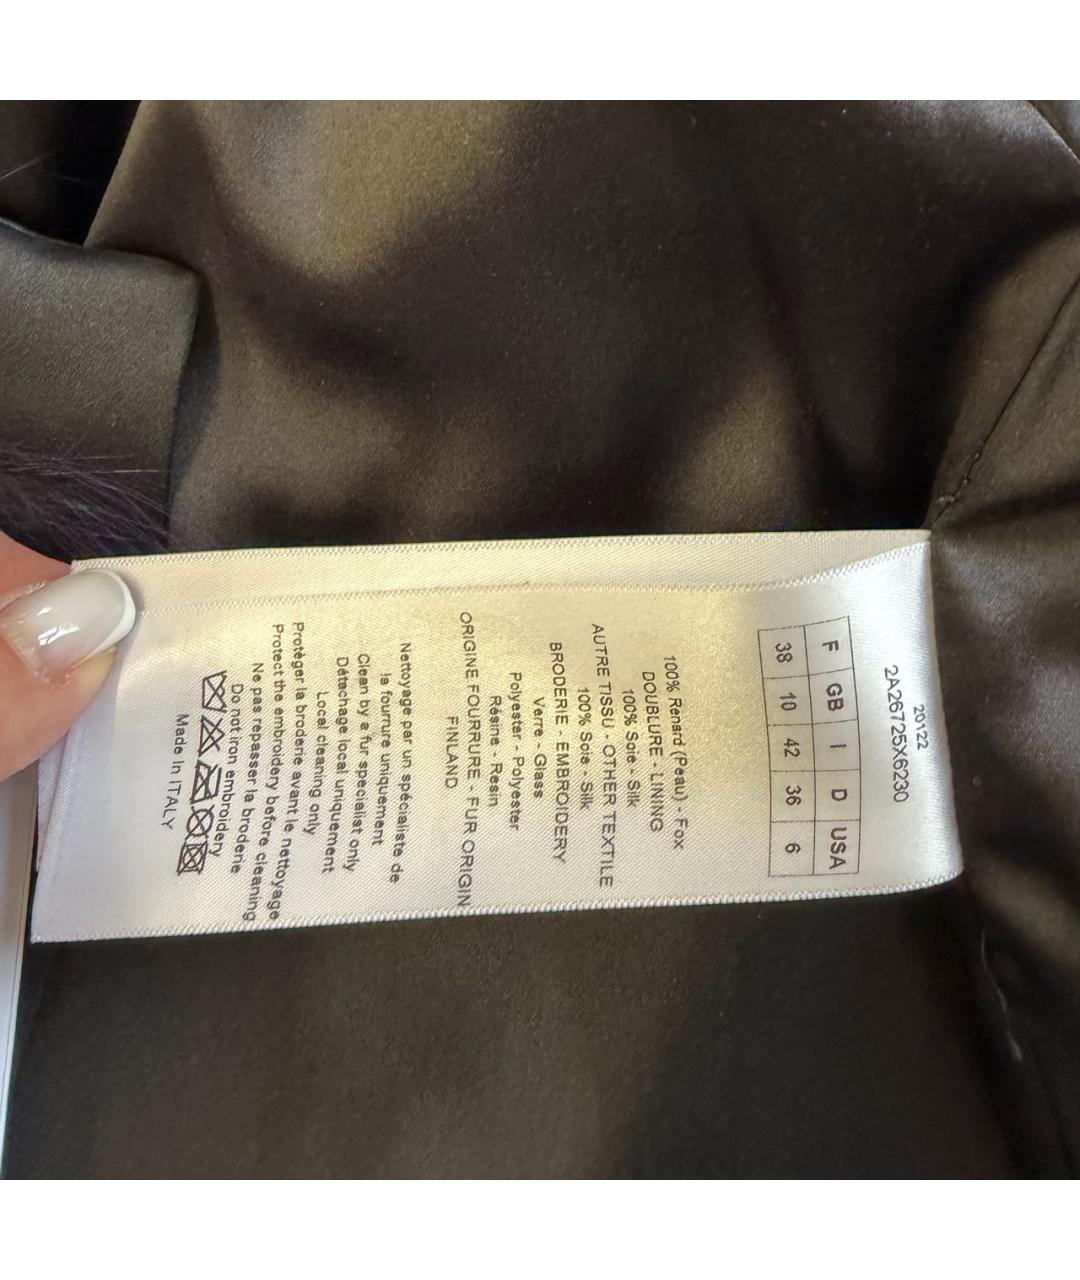 20122
2A26725X6230
F GB I D USA
38 10 42 36 6
100% Renard (Peau) - Fox
DOUBLURE - LINING
100% Soie - Silk
AUTRE TISSU - OTHER TEXTILE
100% Soie - Silk
BRODERIE - EMBROIDERY
Verre - Glass
Polyester - Polyester
Résine - Resin
ORIGINE FOURRURE - FUR ORIGIN
FINLAND
Nettoyage par un spécialiste de
la fourrure uniquement
Clean by a fur specialist only
Détachage local uniquement
Local cleaning only
Protéger la broderie avant le nettoyage
Protect the embroidery before cleaning
Ne pas repasser la broderie
Do not iron embroidery
Made In ITALY